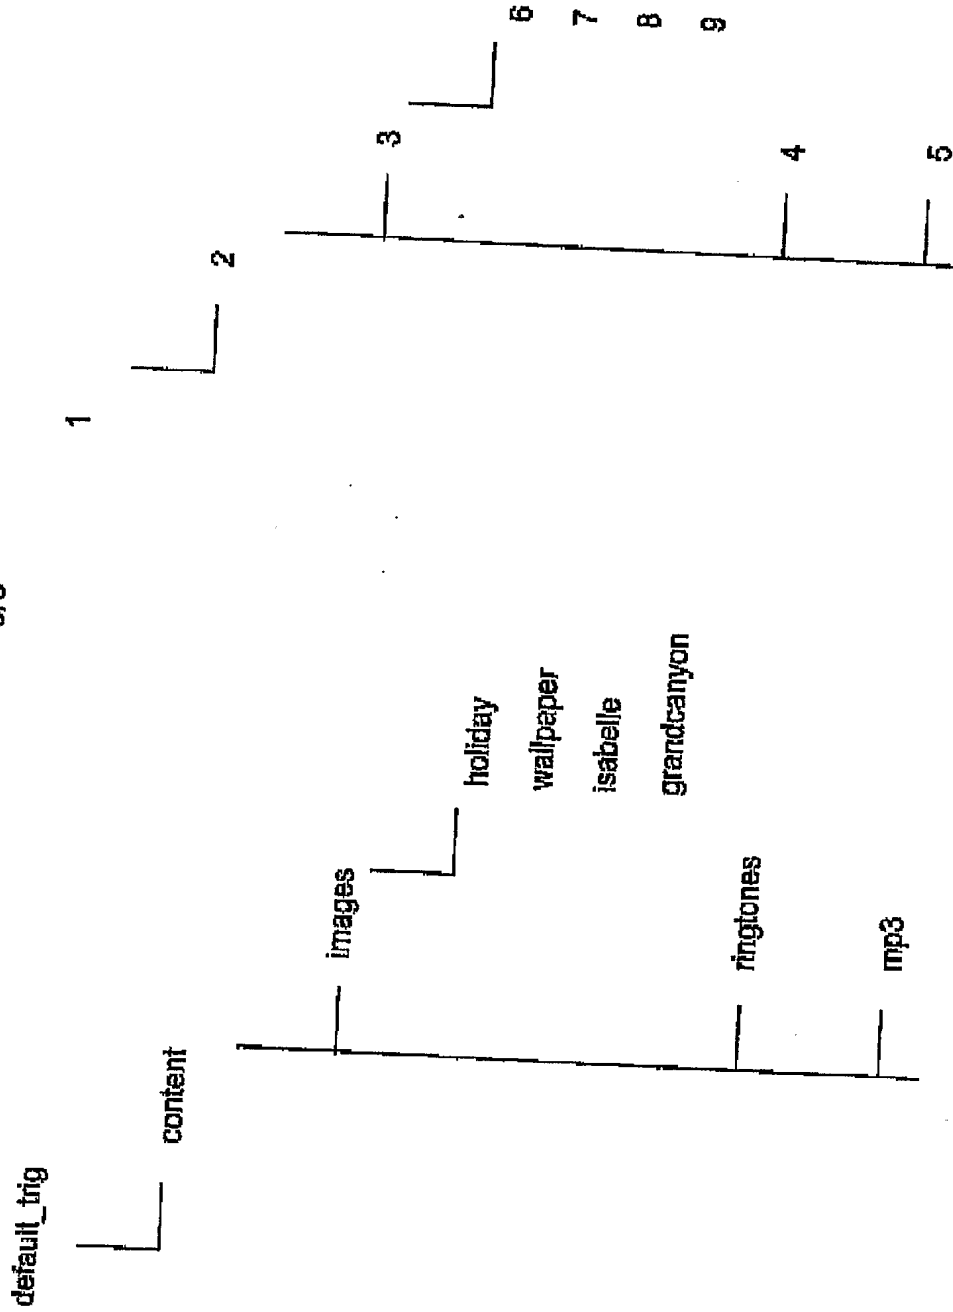 default_trig
content
images
holiday
wallpaper
isabelle
grandcanyon
ringtones
mp3
1
2
3
6
7
8
9
4
5